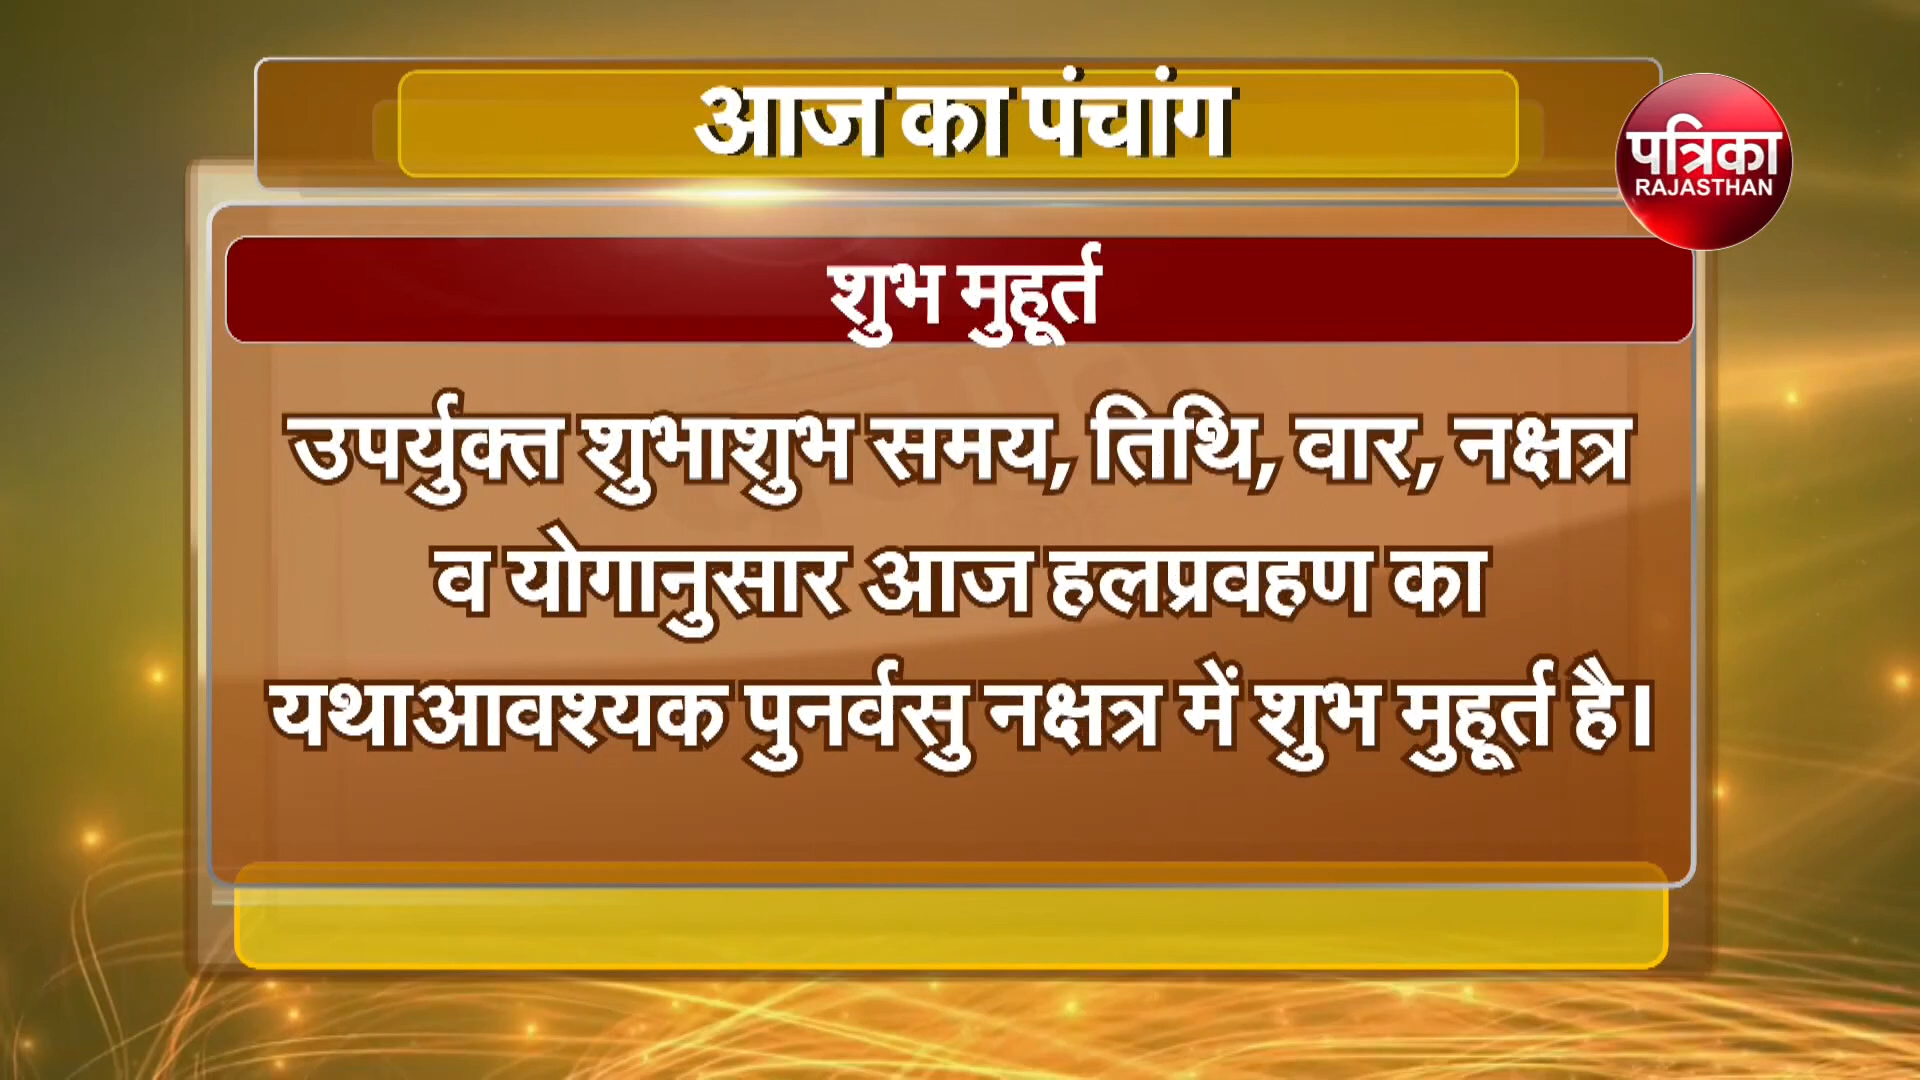 आज का पंचांग
पत्रिका
RAJASTHAN
शुभ मुहूर्त
उपर्युक्त शुभाशुभ समय, तिथि, वार, नक्षत्र
व योगानुसार आज हलप्रवहण का
यथाआवश्यक पुनर्वसु नक्षत्र में शुभ मुहूर्त है।